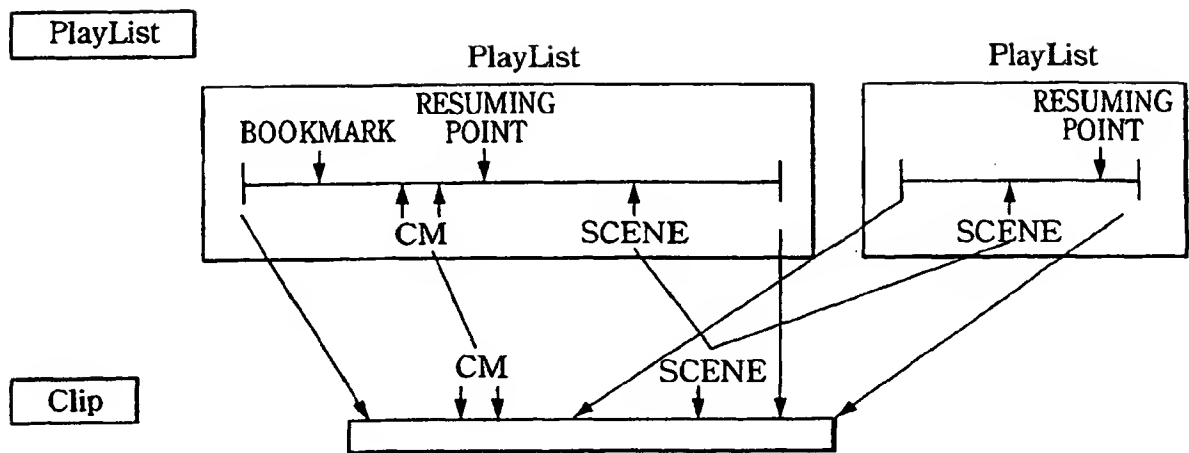 PlayList
PlayList
PlayList
BOOKMARK
RESUMING
POINT
RESUMING
POINT
CM
SCENE
SCENE
CM
SCENE
Clip